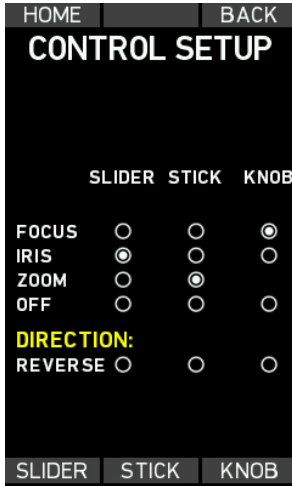 HOME BACK
CONTROL SETUP
SLIDER STICK KNOB
FOCUS
IRIS
ZOOM
OFF
DIRECTION:
REVERSE
SLIDER STICK KNOB